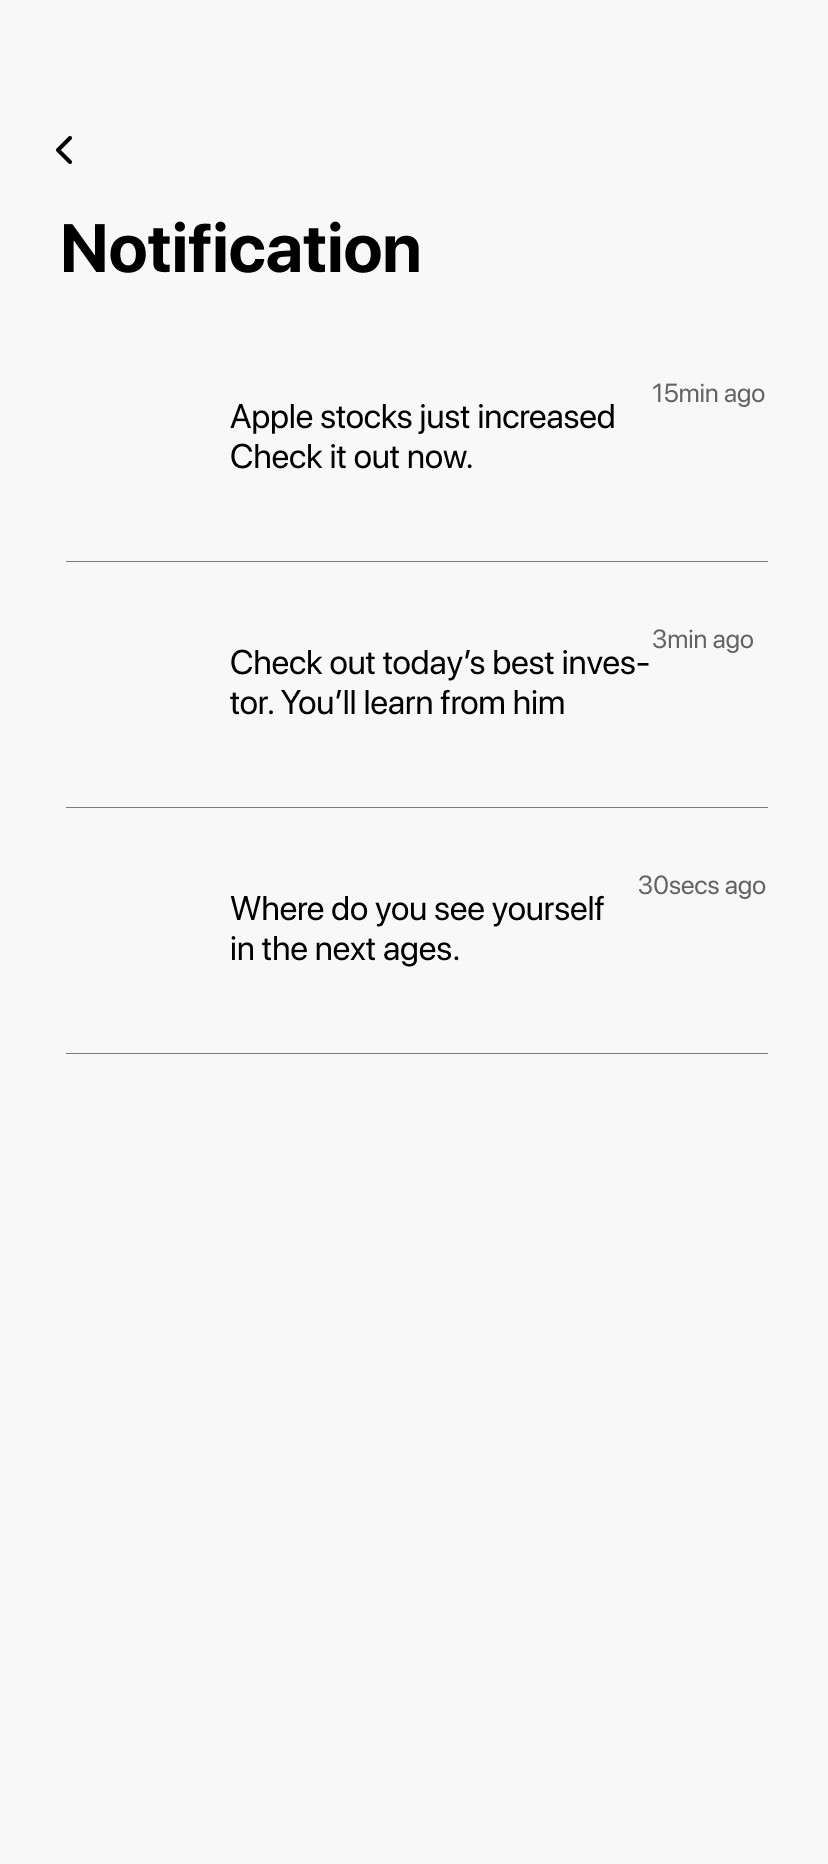 Notification
15min ago
Apple stocks just increased
Check it out now.
3min ago
Check out today’s best inves-
tor. You’ll learn from him
30secs ago
Where do you see yourself
in the next ages.